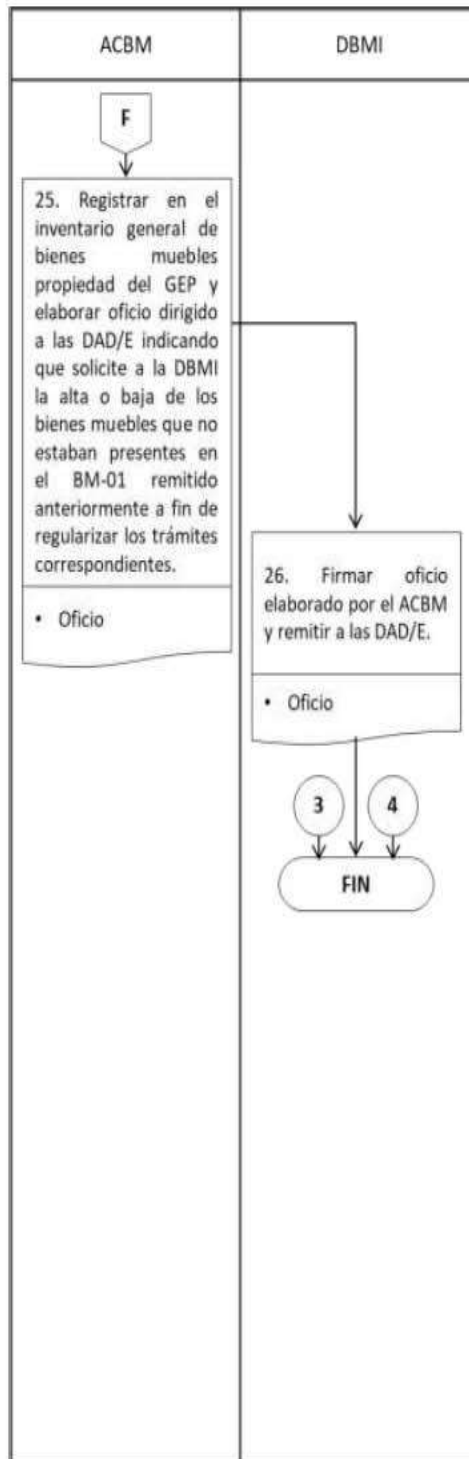 ACBM
DBMI
F
25. Registrar en el
inventario general de
bienes muebles
propiedad del GEP y
elaborar oficio dirigido
a las DAD/E indicando
que solicite a la DBMI
la alta o baja de los
bienes muebles que no
estaban presentes en
el BM-01 remitido
anteriormente a fin de
regularizar los trámites
correspondientes.
• Oficio
26. Firmar oficio
elaborado por el ACBM
y remitir a las DAD/E.
• Oficio
3
4
FIN